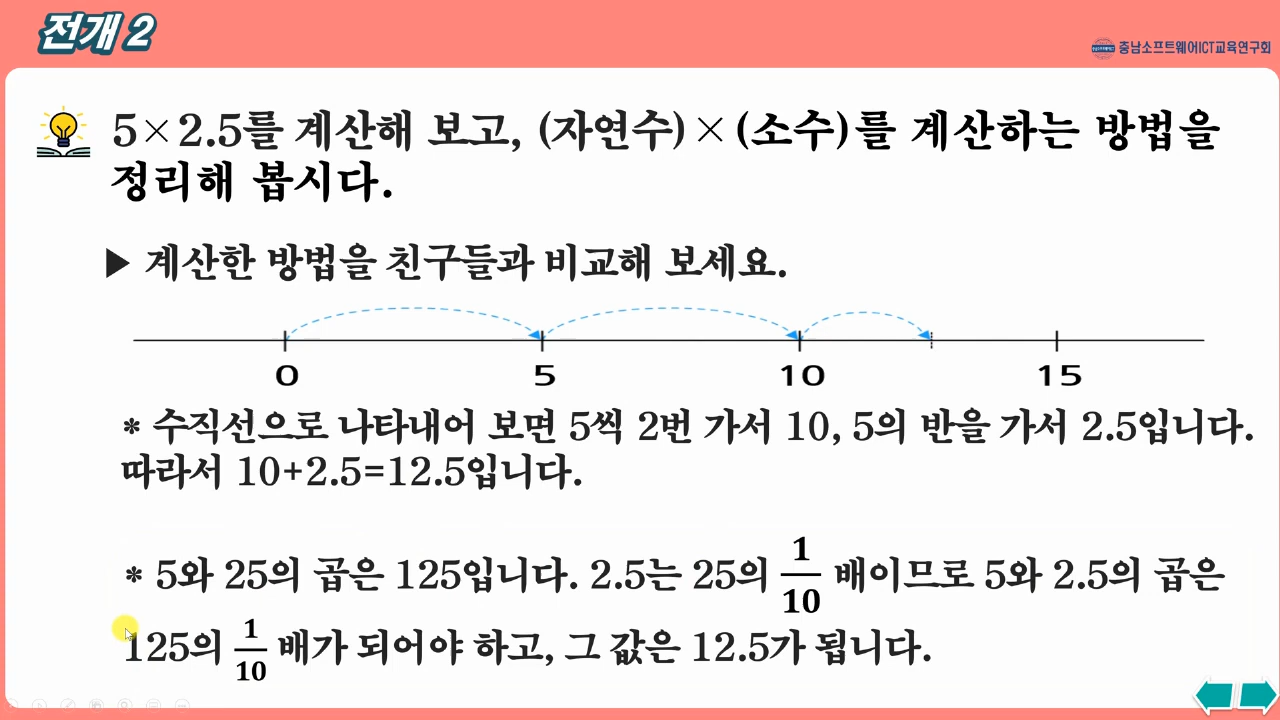 전개 2
충남소프트웨어ICT교육연구회
5×2.5를 계산해 보고, (자연수)×(소수)를 계산하는 방법을
정리해 봅시다.
▶ 계산한 방법을 친구들과 비교해 보세요.
0 5 10 15
* 수직선으로 나타내어 보면 5씩 2번 가서 10, 5의 반을 가서 2.5입니다.
따라서 10+2.5=12.5입니다.
* 5와 25의 곱은 125입니다. 2.5는 25의 1/10 배이므로 5와 2.5의 곱은
125의 1/10 배가 되어야 하고, 그 값은 12.5가 됩니다.